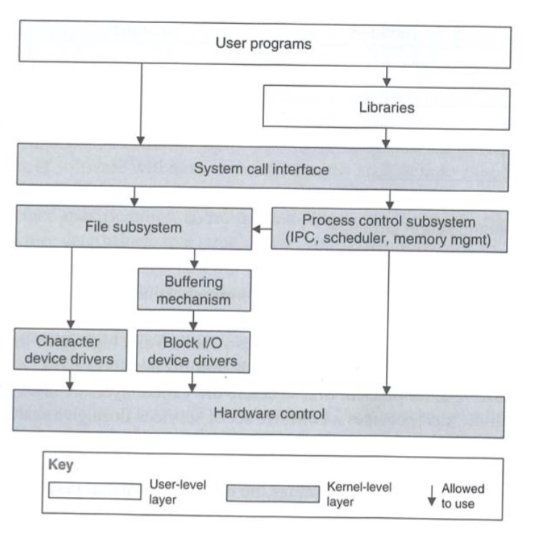 User programs
Libraries
System call interface
File subsystem
Process control subsystem
(IPC, scheduler, memory mgmt)
Buffering
mechanism
Character
device drivers
Block I/O
device drivers
Hardware control
Key
User-level
layer
Kernel-level
layer
Allowed
to use